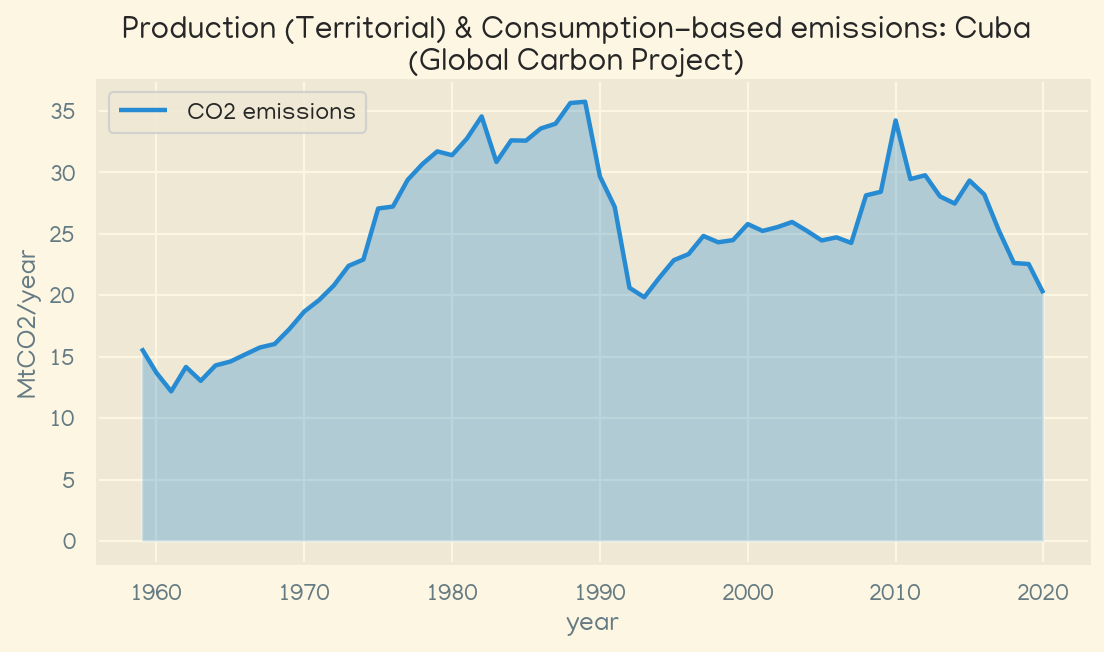 Production (Territorial) & Consumption-based emissions: Cuba
(Global Carbon Project)
CO2 emissions
35
30
25
20
15
10
5
0
MtCO2/year
1960 1970 1980 1990 2000 2010 2020
year